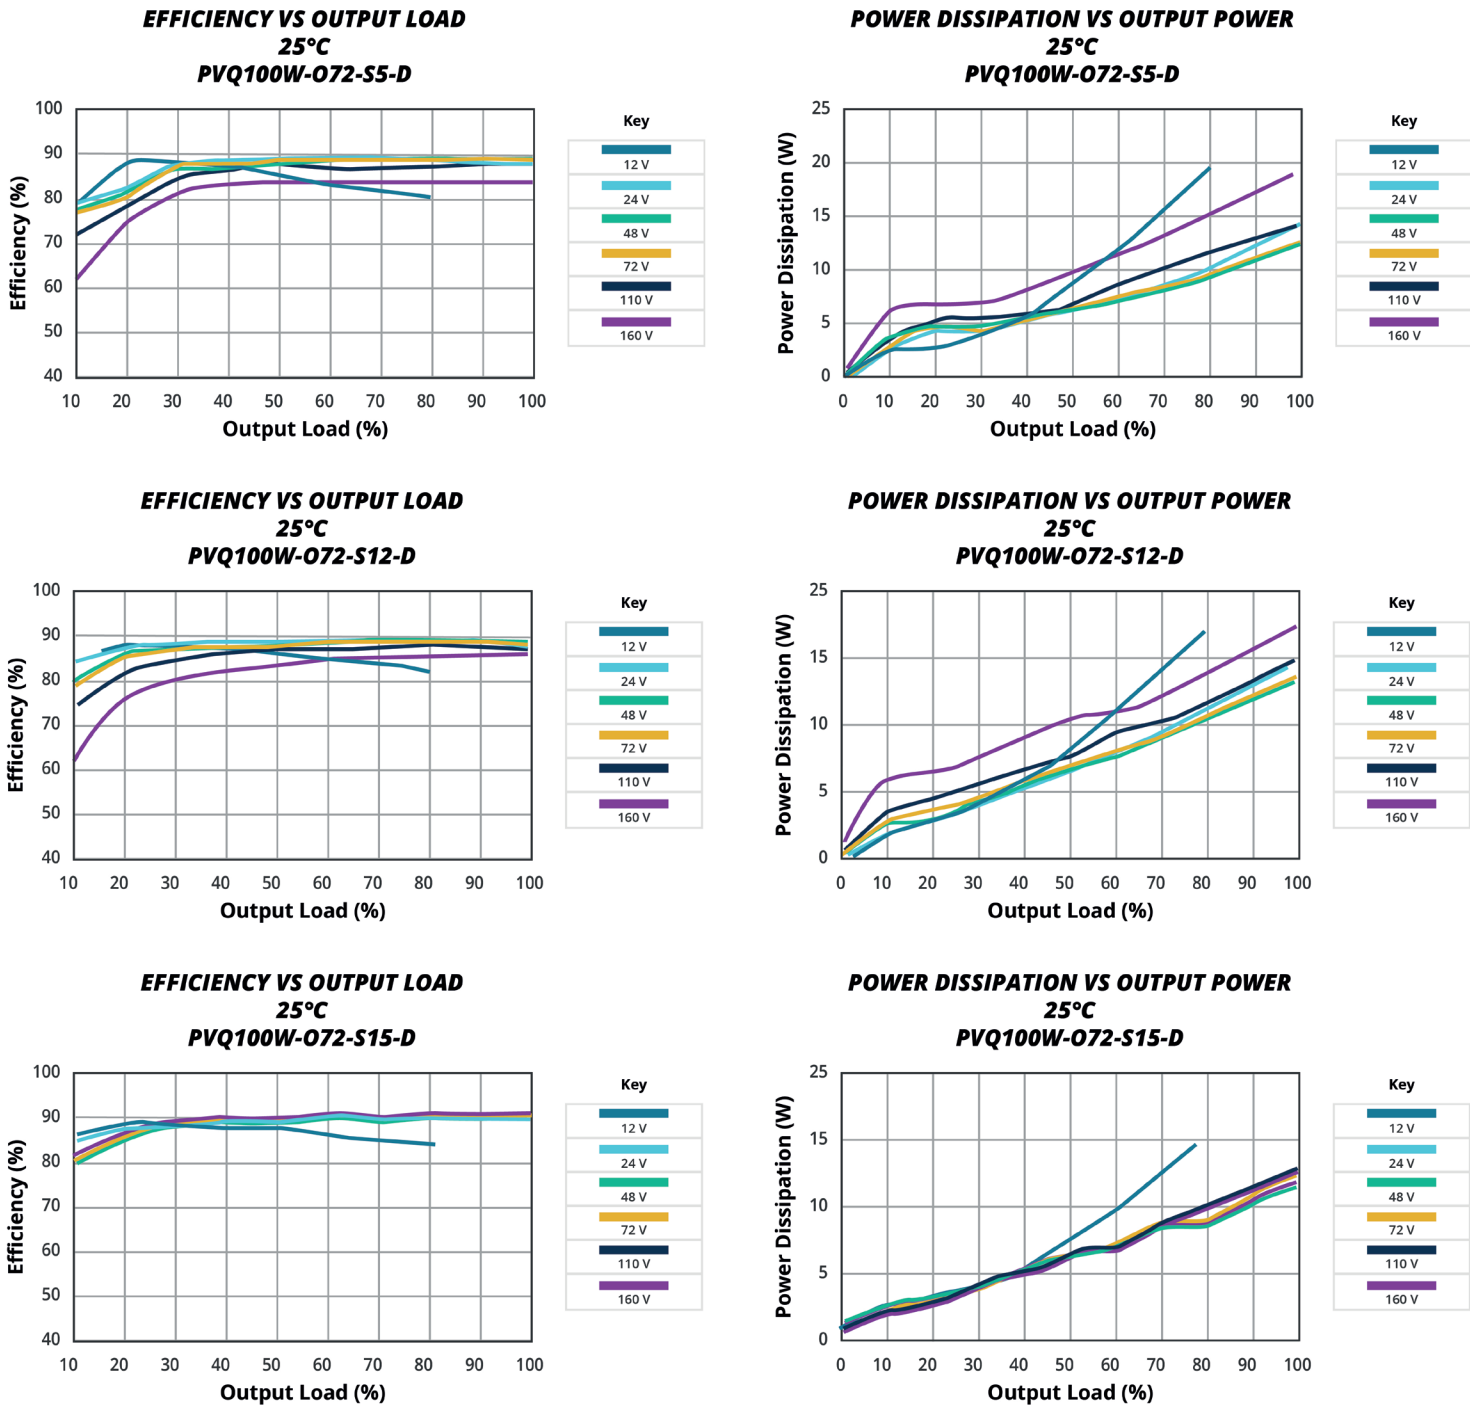 EFFICIENCY VS OUTPUT LOAD
25°C
PVQ100W-O72-S5-D
100
90
80
70
60
50
40
Efficiency (%)
10 20 30 40 50 60 70 80 90 100
Output Load (%)
Key
12 V
24 V
48 V
72 V
110 V
160 V
POWER DISSIPATION VS OUTPUT POWER
25°C
PVQ100W-O72-S5-D
25
20
15
10
5
0
Power Dissipation (W)
0 10 20 30 40 50 60 70 80 90 100
Output Load (%)
Key
12 V
24 V
48 V
72 V
110 V
160 V
EFFICIENCY VS OUTPUT LOAD
25°C
PVQ100W-O72-S12-D
100
90
80
70
60
50
40
Efficiency (%)
10 20 30 40 50 60 70 80 90 100
Output Load (%)
Key
12 V
24 V
48 V
72 V
110 V
160 V
POWER DISSIPATION VS OUTPUT POWER
25°C
PVQ100W-O72-S12-D
25
15
10
5
0
Power Dissipation (W)
0 10 20 30 40 50 60 70 80 90 100
Output Load (%)
Key
12 V
24 V
48 V
72 V
110 V
160 V
EFFICIENCY VS OUTPUT LOAD
25°C
PVQ100W-O72-S15-D
100
90
80
70
60
50
40
Efficiency (%)
10 20 30 40 50 60 70 80 90 100
Output Load (%)
Key
12 V
24 V
48 V
72 V
110 V
160 V
POWER DISSIPATION VS OUTPUT POWER
25°C
PVQ100W-O72-S15-D
25
15
10
5
0
Power Dissipation (W)
0 10 20 30 40 50 60 70 80 90 100
Output Load (%)
Key
12 V
24 V
48 V
72 V
110 V
160 V